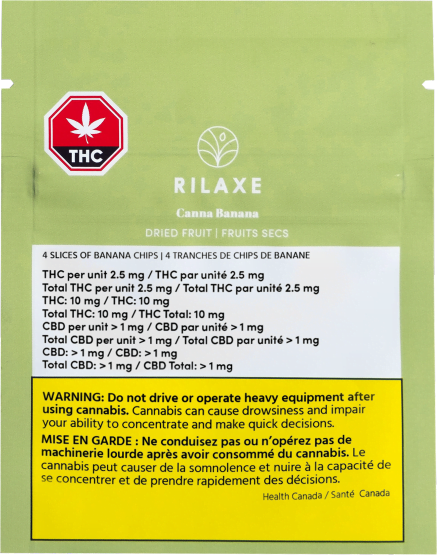 THC
RILAXE
Canna Banana
DRIED FRUIT | FRUITS SECS
4 SLICES OF BANANA CHIPS | 4 TRANCHES DE CHIPS DE BANANE
THC per unit 2.5 mg / THC par unité 2.5 mg
Total THC per unit 2.5 mg / Total THC par unité 2.5 mg
THC: 10 mg / THC: 10 mg
Total THC: 10 mg / THC Total: 10 mg
CBD per unit > 1 mg / CBD par unité > 1 mg
Total CBD per unit > 1 mg / Total CBD par unité > 1 mg
CBD: > 1 mg / CBD: > 1 mg
Total CBD: > 1 mg / CBD Total: > 1 mg
WARNING: Do not drive or operate heavy equipment after
using cannabis. Cannabis can cause drowsiness and impair
your ability to concentrate and make quick decisions.
MISE EN GARDE : Ne conduisez pas ou n’opérez pas de
machinerie lourde après avoir consommé du cannabis. Le
cannabis peut causer de la somnolence et nuire à la capacité de
se concentrer et de prendre rapidement des décisions.
Health Canada / Santé Canada